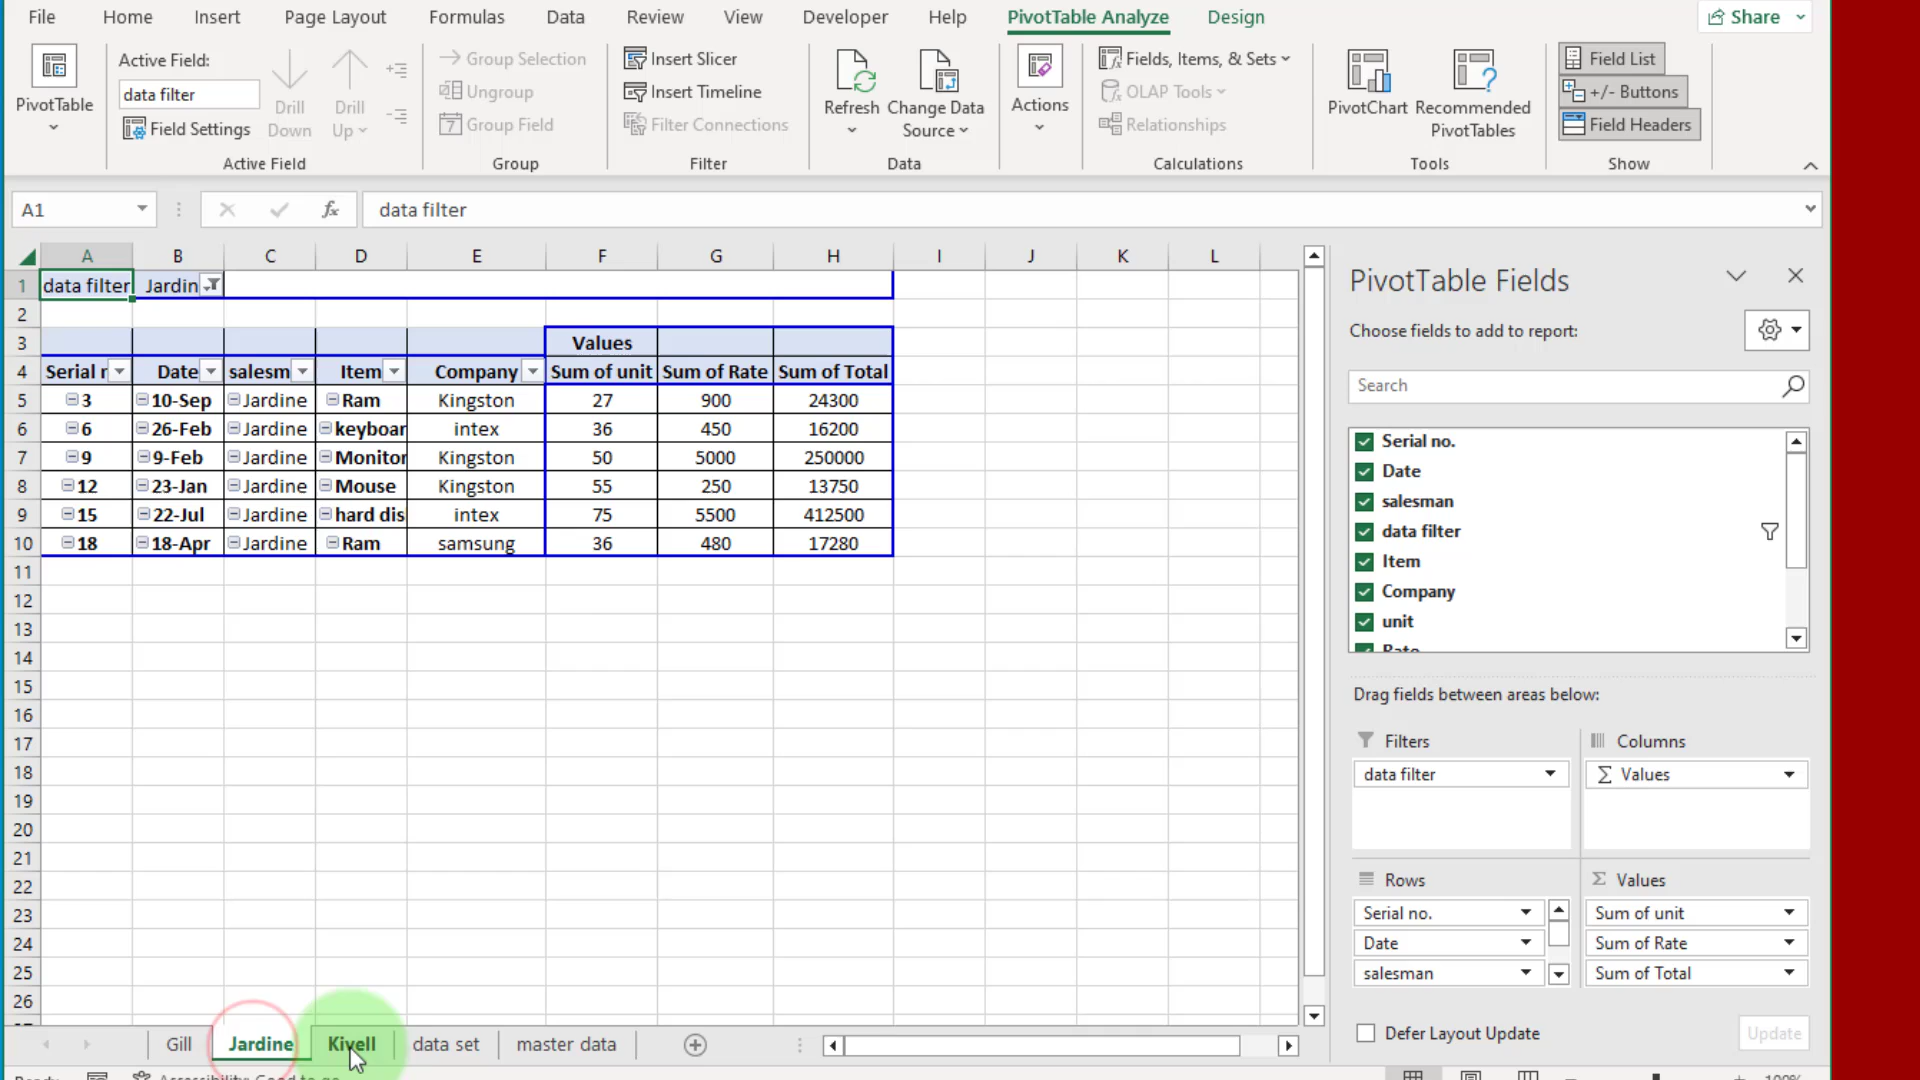 File Home Insert Page Layout Formulas Data Review View Developer Help PivotTable Analyze Design Share
PivotTable
Active Field:
data filter
Field Settings
Drill Down
Drill Up
Active Field
Group Selection
Ungroup
Group Field
Group
Insert Slicer
Insert Timeline
Filter Connections
Filter
Refresh
Change Data Source
Data
Actions
Fields, Items, & Sets
OLAP Tools
Relationships
Calculations
PivotChart
Recommended PivotTables
Tools
Field List
+/- Buttons
Field Headers
Show
A1 fx data filter
A B C D E F G H I J K L
1 data filter Jardin
2
3 Values
4 Serial r Date salesm Item Company Sum of unit Sum of Rate Sum of Total
5 3 10-Sep Jardine Ram Kingston 27 900 24300
6 6 26-Feb Jardine keyboar intex 36 450 16200
7 9 9-Feb Jardine Monitor Kingston 50 5000 250000
8 12 23-Jan Jardine Mouse Kingston 55 250 13750
9 15 22-Jul Jardine hard dis intex 75 5500 412500
10 18 18-Apr Jardine Ram samsung 36 480 17280
11
12
13
14
15
16
17
18
19
20
21
22
23
24
25
26
Gill Jardine Kivell data set master data
PivotTable Fields
Choose fields to add to report:
Search
Serial no.
Date
salesman
data filter
Item
Company
unit
Rate
Drag fields between areas below:
Filters
data filter
Columns
Σ Values
Rows
Serial no.
Date
salesman
Σ Values
Sum of unit
Sum of Rate
Sum of Total
Defer Layout Update Update
Ready Accessibility: Good to go 100%